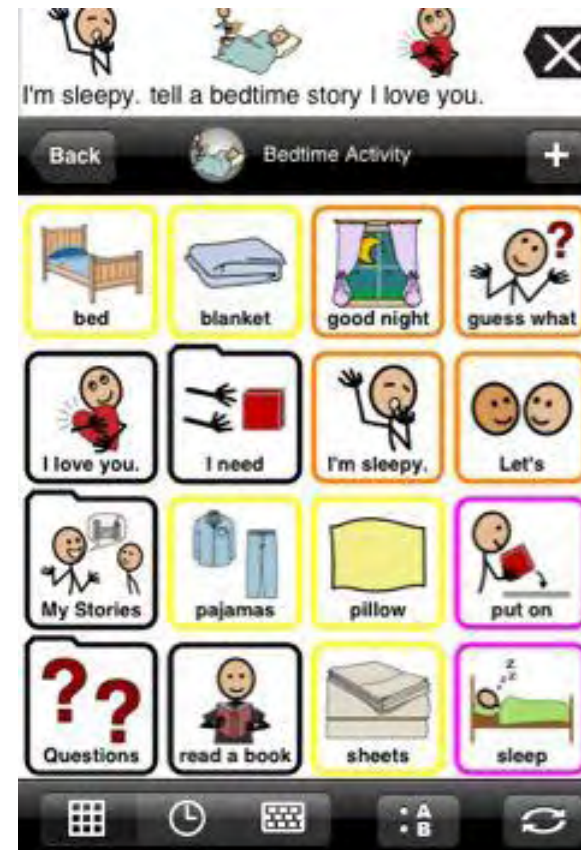 I'm sleepy. tell a bedtime story I love you.
Back Bedtime Activity +
bed blanket good night guess what
I love you. I need I'm sleepy. Let's
My Stories pajamas pillow put on
Questions read a book sheets sleep
A
B